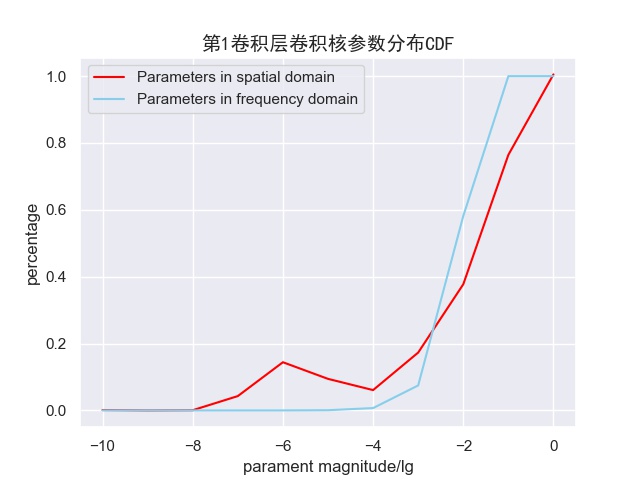 第1卷积层卷积核参数分布CDF
Parameters in spatial domain
Parameters in frequency domain
1.0
0.8
0.6
0.4
0.2
0.0
percentage
−10
−8
−6
−4
−2
0
parament magnitude/lg